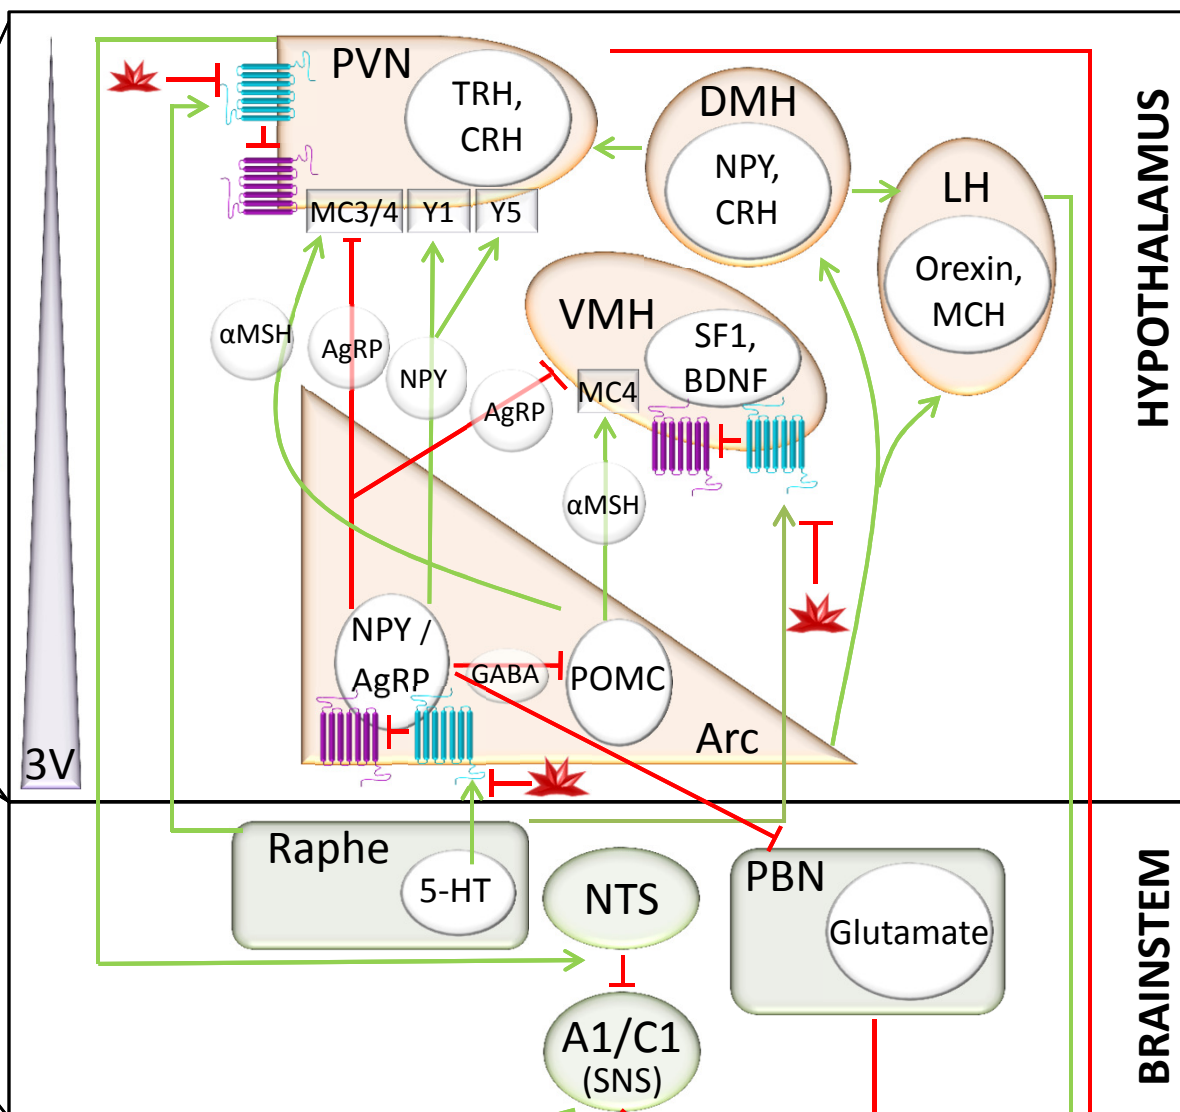 PVN
TRH,
CRH
DMH
NPY,
CRH
LH
Orexin,
MCH
HYPOTHALAMUS
MC3/4
Y1
Y5
αMSH
AgRP
NPY
AgRP
VMH
SF1,
BDNF
MC4
αMSH
NPY /
AgRP
GABA
POMC
Arc
3V
Raphe
5-HT
NTS
PBN
Glutamate
A1/C1
(SNS)
BRAINSTEM